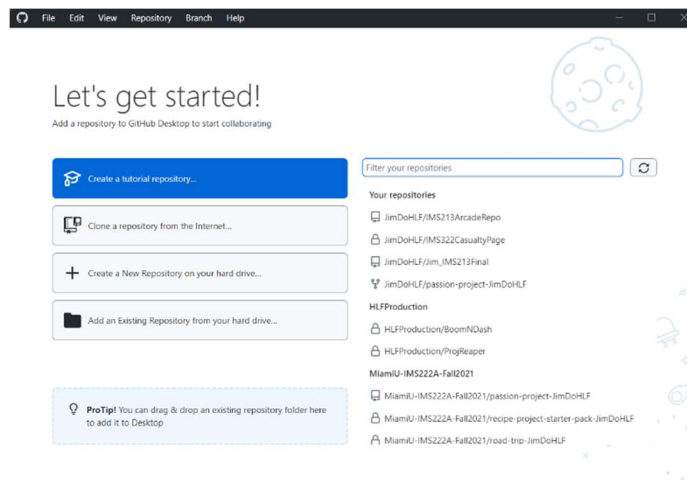 File Edit View Repository Branch Help
Let's get started!
Add a repository to GitHub Desktop to start collaborating
Create a tutorial repository...
Clone a repository from the Internet...
Create a New Repository on your hard drive...
Add an Existing Repository from your hard drive...
ProTip! You can drag & drop an existing repository folder here
to add it to Desktop
Filter your repositories
Your repositories
JimDoHLF/IMS213ArcadeRepo
JimDoHLF/IMS322CasualtyPage
JimDoHLF/Jim_IMS213Final
JimDoHLF/passion-project-JimDoHLF
HLFProduction
HLFProduction/BoomNDash
HLFProduction/ProjReaper
MiamiU-IMS222A-Fall2021
MiamiU-IMS222A-Fall2021/passion-project-JimDoHLF
MiamiU-IMS222A-Fall2021/recipe-project-starter-pack-JimDoHLF
MiamiU-IMS222A-Fall2021/road-trip-JimDoHLF